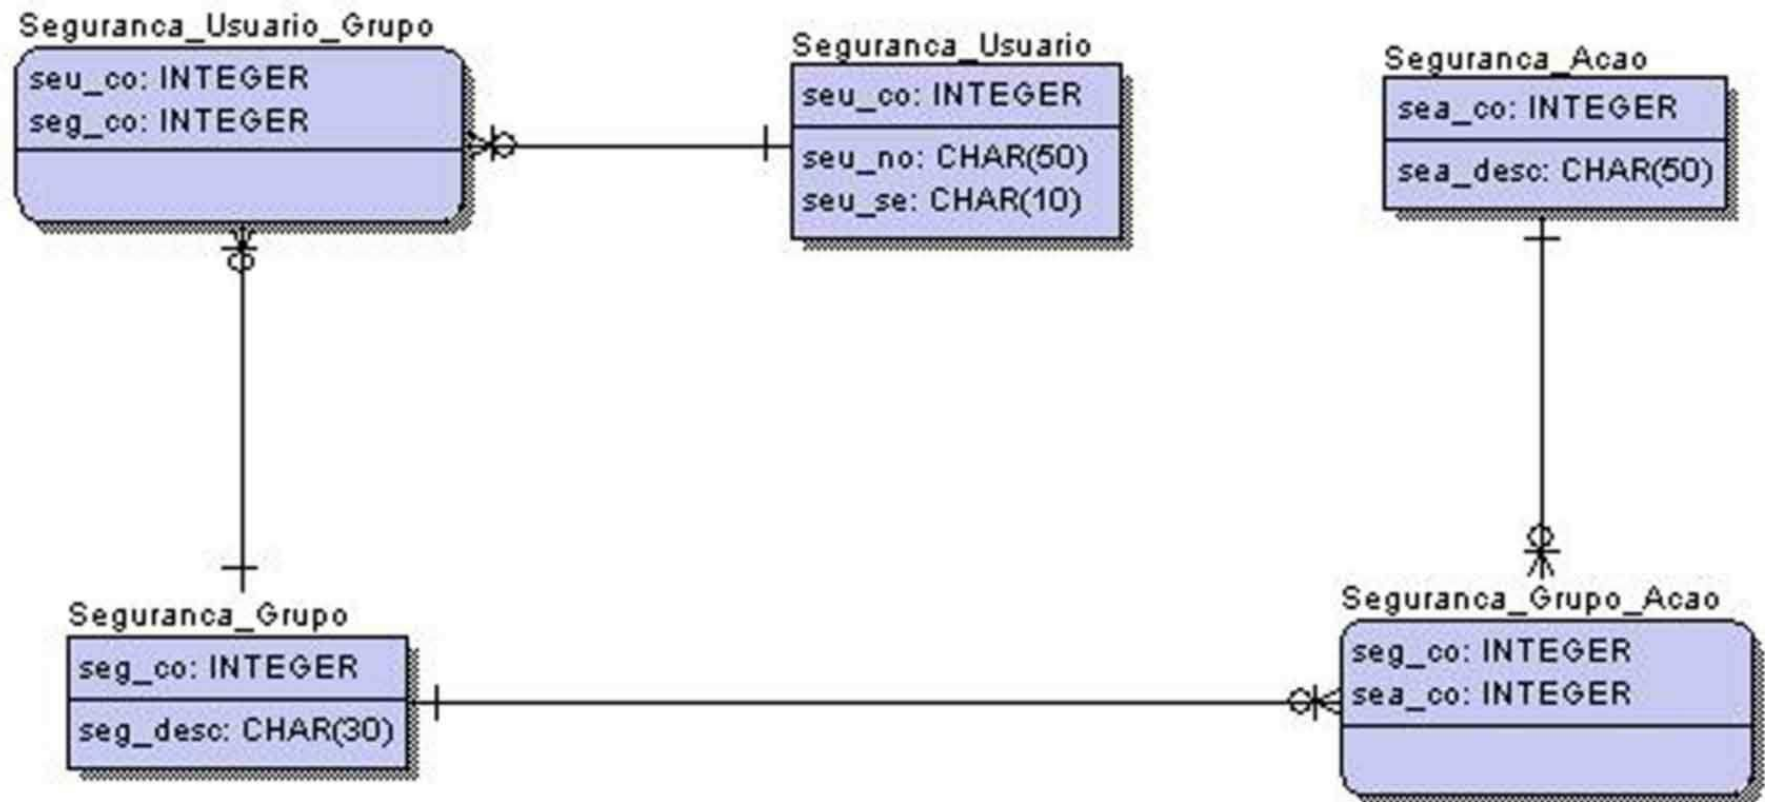 Seguranca_Usuario_Grupo
seu_co: INTEGER
seg_co: INTEGER
Seguranca_Usuario
seu_co: INTEGER
seu_no: CHAR(50)
seu_se: CHAR(10)
Seguranca_Acao
sea_co: INTEGER
sea_desc: CHAR(50)
Seguranca_Grupo
seg_co: INTEGER
seg_desc: CHAR(30)
Seguranca_Grupo_Acao
seg_co: INTEGER
sea_co: INTEGER